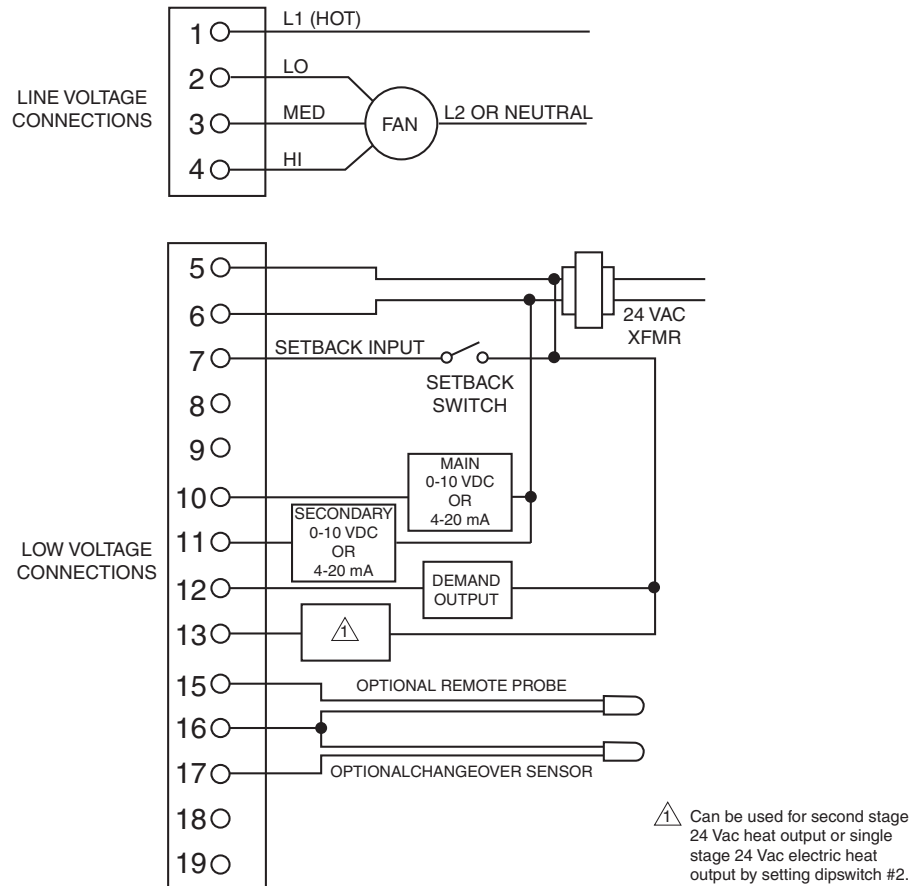 1
L1 (HOT)
2
LO
LINE VOLTAGE
CONNECTIONS
3
MED
FAN
L2 OR NEUTRAL
4
HI
5
6
24 VAC
XFMR
7
SETBACK INPUT
SETBACK
SWITCH
8
9
10
MAIN
0-10 VDC
OR
4-20 mA
11
SECONDARY
0-10 VDC
OR
4-20 mA
LOW VOLTAGE
CONNECTIONS
12
DEMAND
OUTPUT
13
1
15
OPTIONAL REMOTE PROBE
16
17
OPTIONALCHANGEOVER SENSOR
18
19
1 Can be used for second stage
24 Vac heat output or single
stage 24 Vac electric heat
output by setting dipswitch #2.